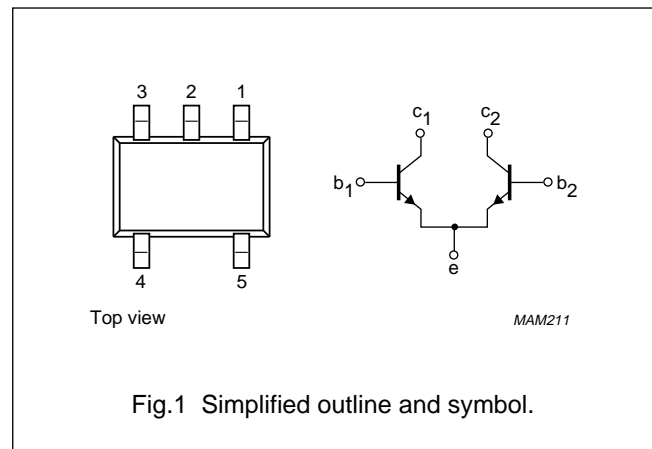 3 2 1
c1 c2
b1 b2
e
4 5
Top view
MAM211
Fig.1 Simplified outline and symbol.